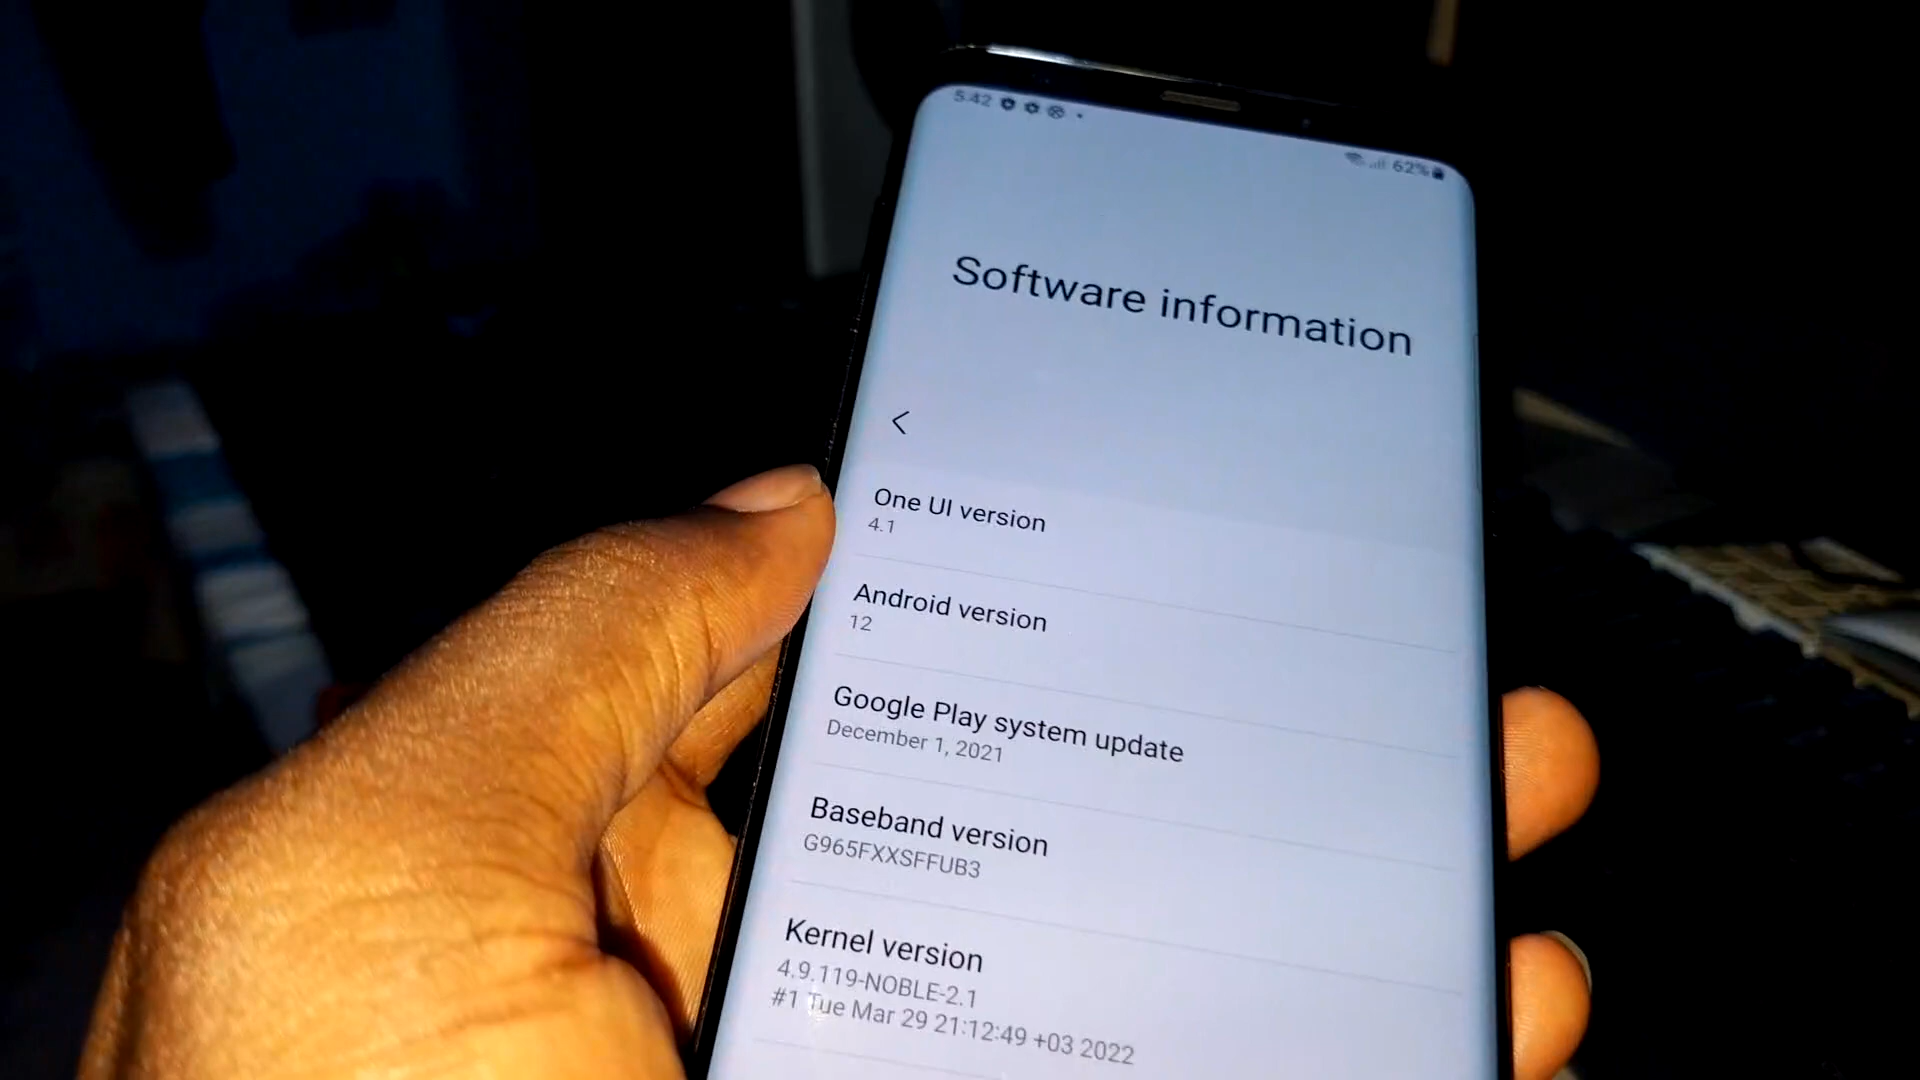 5:42
62%
Software information
One UI version
4.1
Android version
12
Google Play system update
December 1, 2021
Baseband version
G965FXXSFFUB3
Kernel version
4.9.119-NOBLE-2.1
#1 Tue Mar 29 21:12:49 +03 2022